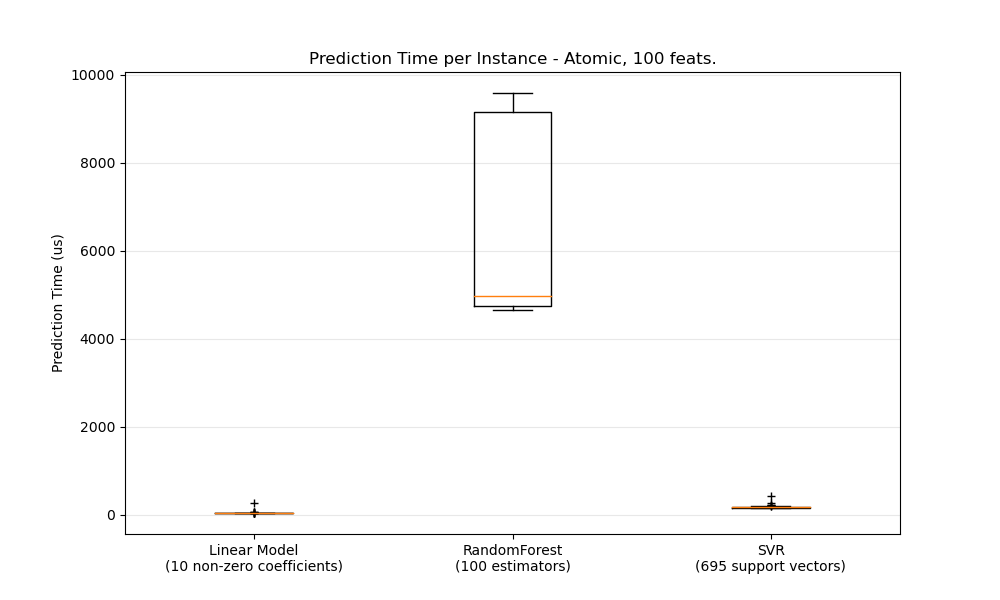 Prediction Time per Instance - Atomic, 100 feats.
10000
8000
6000
4000
2000
0
Prediction Time (us)
Linear Model
(10 non-zero coefficients)
RandomForest
(100 estimators)
SVR
(695 support vectors)